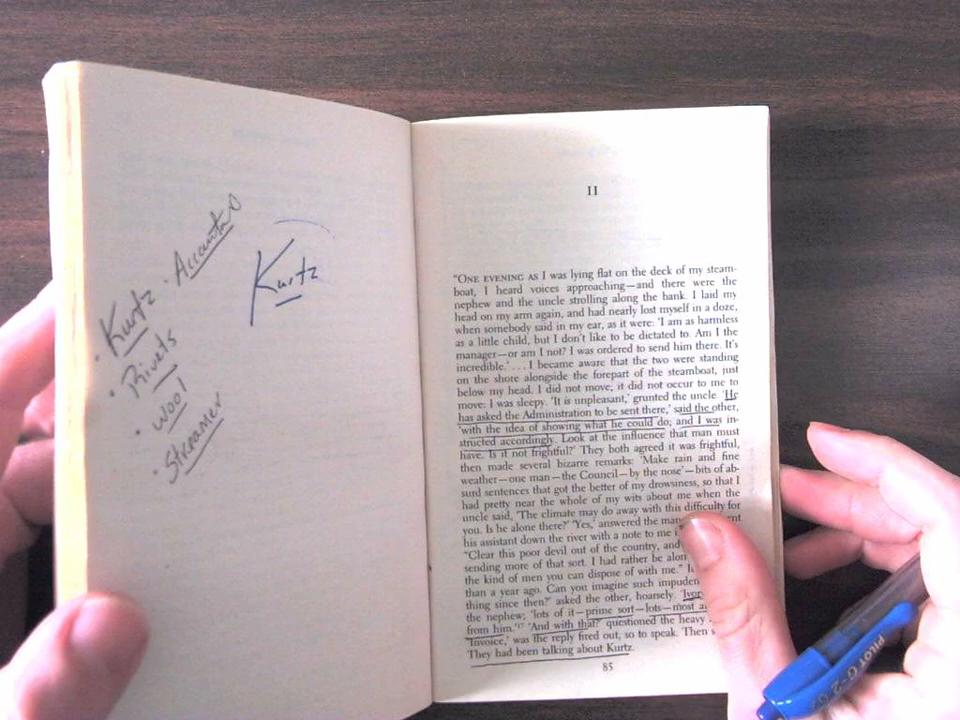 Kurtz
· Kurtz · Accountant
· Rivets
· wool
· Streamer
II
"ONE EVENING AS I was lying flat on the deck of my steam-
boat, I heard voices approaching—and there were the
nephew and the uncle strolling along the bank. I laid my
head on my arm again, and had nearly lost myself in a doze,
when somebody said in my ear, as it were: 'I am as harmless
as a little child, but I don't like to be dictated to. Am I the
manager—or am I not? I was ordered to send him there. It's
incredible.' . . . I became aware that the two were standing
on the shore alongside the forepart of the steamboat, just
below my head. I did not move; it did not occur to me to
move: I was sleepy. 'It is unpleasant,' grunted the uncle. 'He
has asked the Administration to be sent there,' said the other,
'with the idea of showing what he could do; and I was in-
structed accordingly. Look at the influence that man must
have. Is it not frightful?' They both agreed it was frightful,
then made several bizarre remarks: 'Make rain and fine
weather—one man—the Council—by the nose'—bits of ab-
surd sentences that got the better of my drowsiness, so that I
had pretty near the whole of my wits about me when the
uncle said, 'The climate may do away with this difficulty for
you. Is he alone there?' 'Yes,' answered the
his assistant down the river with a note to me
"Clear this poor devil out of the country, and
sending more of that sort. I had rather be
the kind of men you can dispose of with me."
than a year ago. Can you imagine such
thing since then?' asked the other, hoarsely.
the nephew; 'lots of it—prime sort—lots—most
from him.' 'And with that?' questioned the heavy
'Invoice,' was the reply fired out, so to speak. Then
They had been talking about Kurtz.
85
PILOT G-2